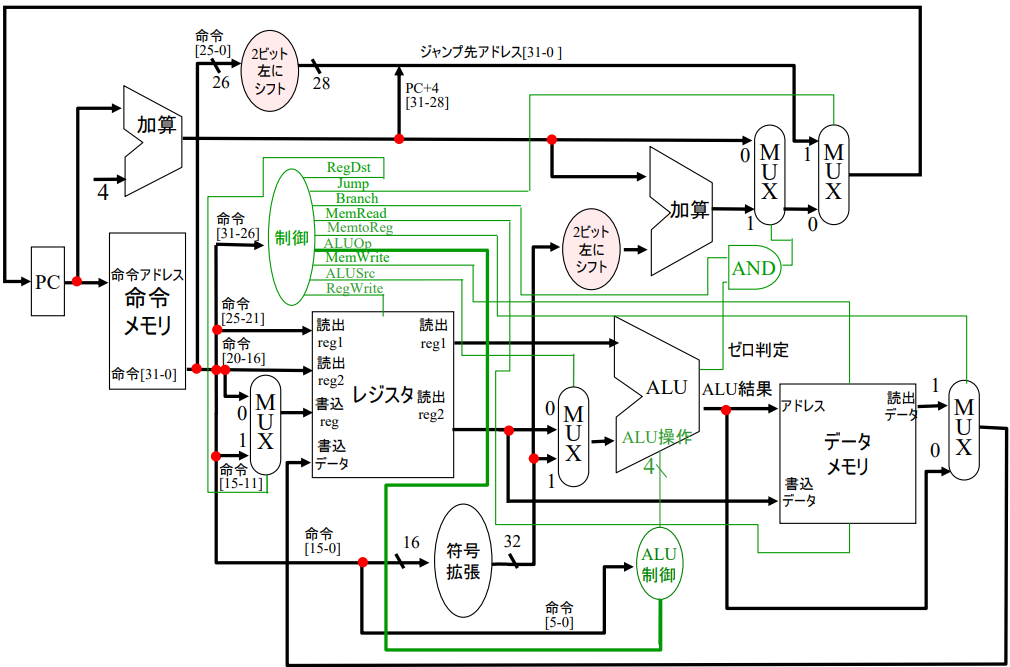 命令
[25-0]
26
2ビット
左に
シフト
28
ジャンプ先アドレス[31-0 ]
PC+4
[31-28]
加算
4
0
1
M
U
X
1
0
M
U
X
加算
2ビット
左に
シフト
AND
命令
[31-26]
制御
RegDst
Jump
Branch
MemRead
MemtoReg
ALUOp
MemWrite
ALUSrc
RegWrite
PC
命令アドレス
命令
メモリ
命令[31-0]
命令
[25-21]
命令
[20-16]
0
1
M
U
X
命令
[15-11]
読出
reg1
読出
reg2
書込
reg
書込
データ
レジスタ
読出
reg1
読出
reg2
0
1
M
U
X
ALU
ALU操作
4
ゼロ判定
ALU結果
アドレス
読出
データ
データ
メモリ
書込
データ
1
0
M
U
X
命令
[15-0]
16
符号
拡張
32
ALU
制御
命令
[5-0]